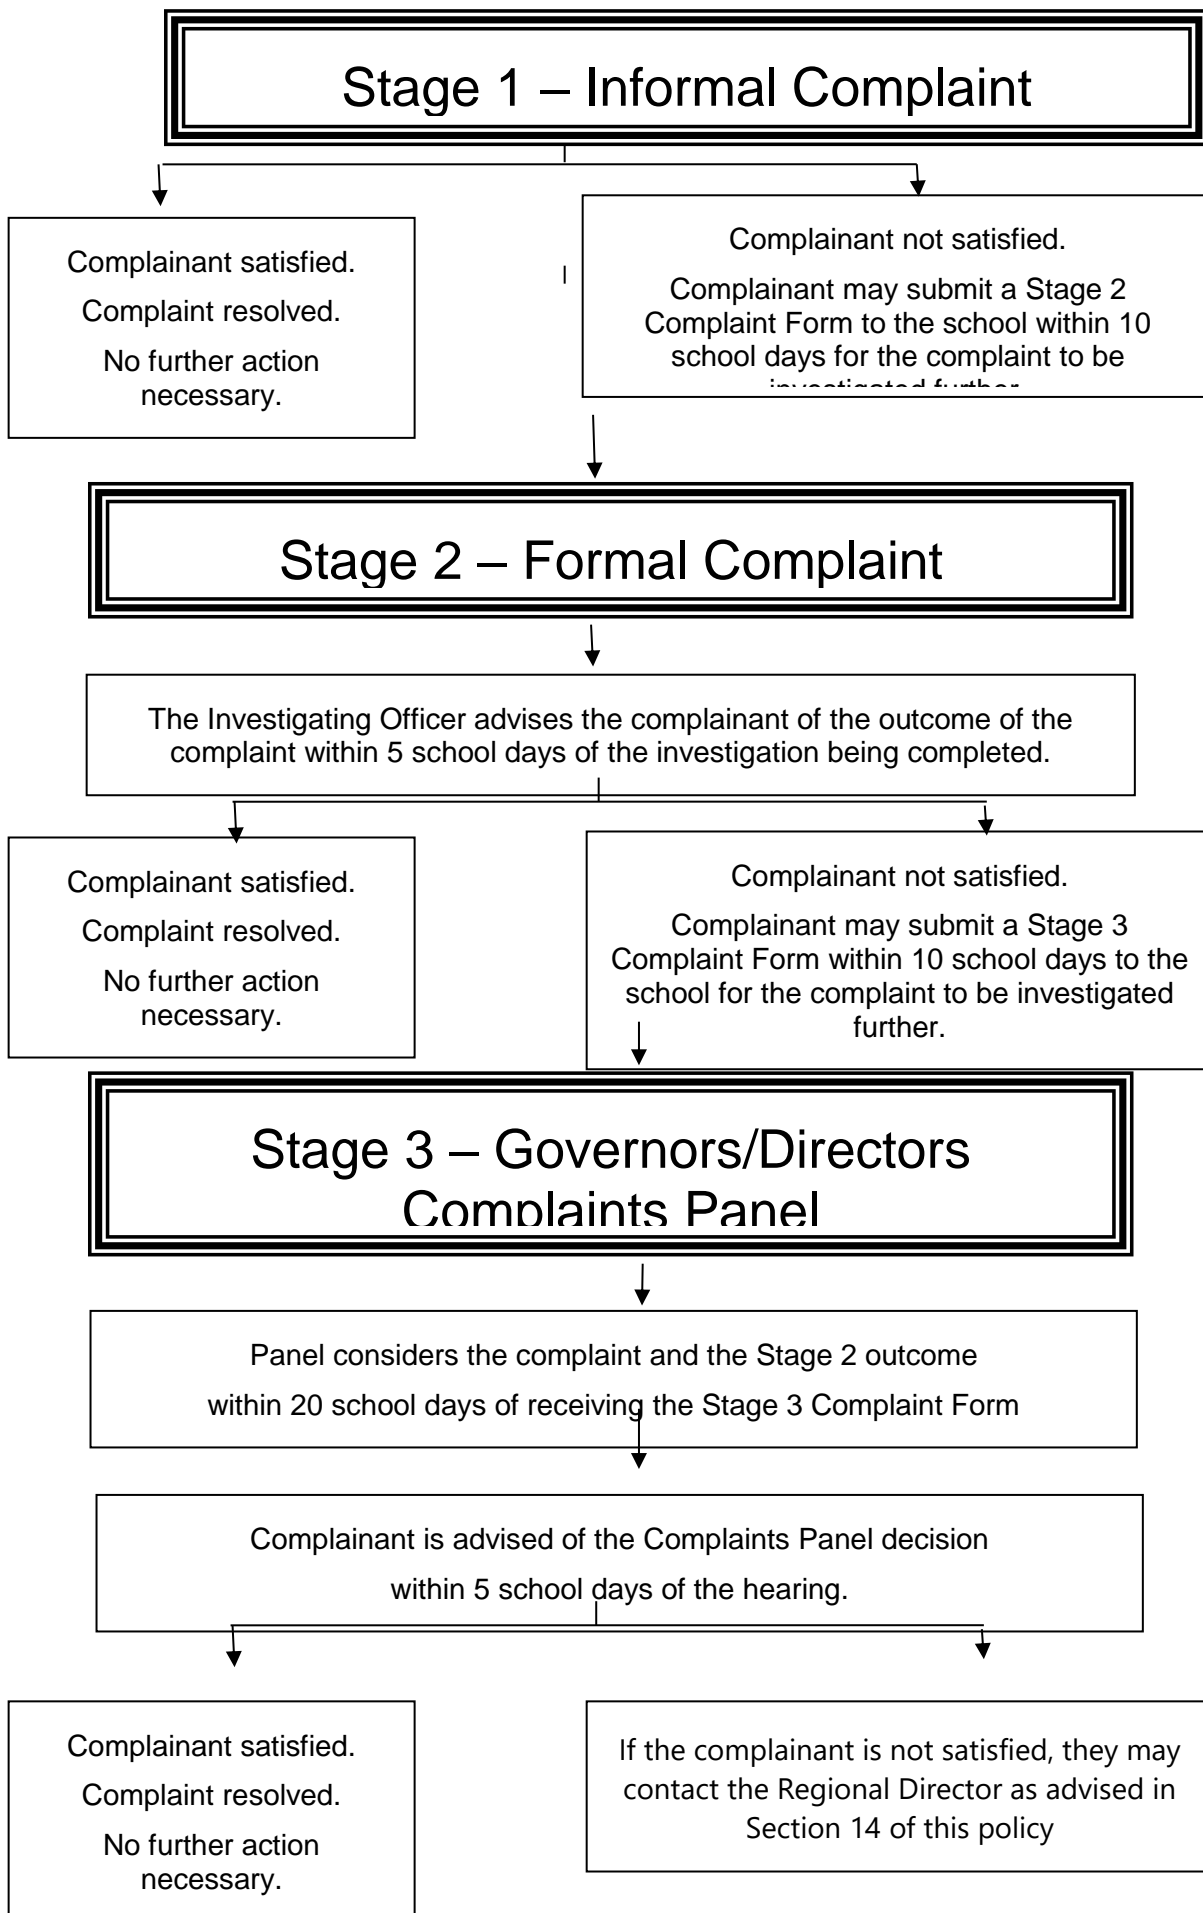 Stage 1 – Informal Complaint
Complainant satisfied.
Complaint resolved.
No further action
necessary.
Complainant not satisfied.
Complainant may submit a Stage 2
Complaint Form to the school within 10
school days for the complaint to be
investigated further
Stage 2 – Formal Complaint
The Investigating Officer advises the complainant of the outcome of the
complaint within 5 school days of the investigation being completed.
Complainant satisfied.
Complaint resolved.
No further action
necessary.
Complainant not satisfied.
Complainant may submit a Stage 3
Complaint Form within 10 school days to the
school for the complaint to be investigated
further.
Stage 3 – Governors/Directors
Complaints Panel
Panel considers the complaint and the Stage 2 outcome
within 20 school days of receiving the Stage 3 Complaint Form
Complainant is advised of the Complaints Panel decision
within 5 school days of the hearing.
Complainant satisfied.
Complaint resolved.
No further action
necessary.
If the complainant is not satisfied, they may
contact the Regional Director as advised in
Section 14 of this policy